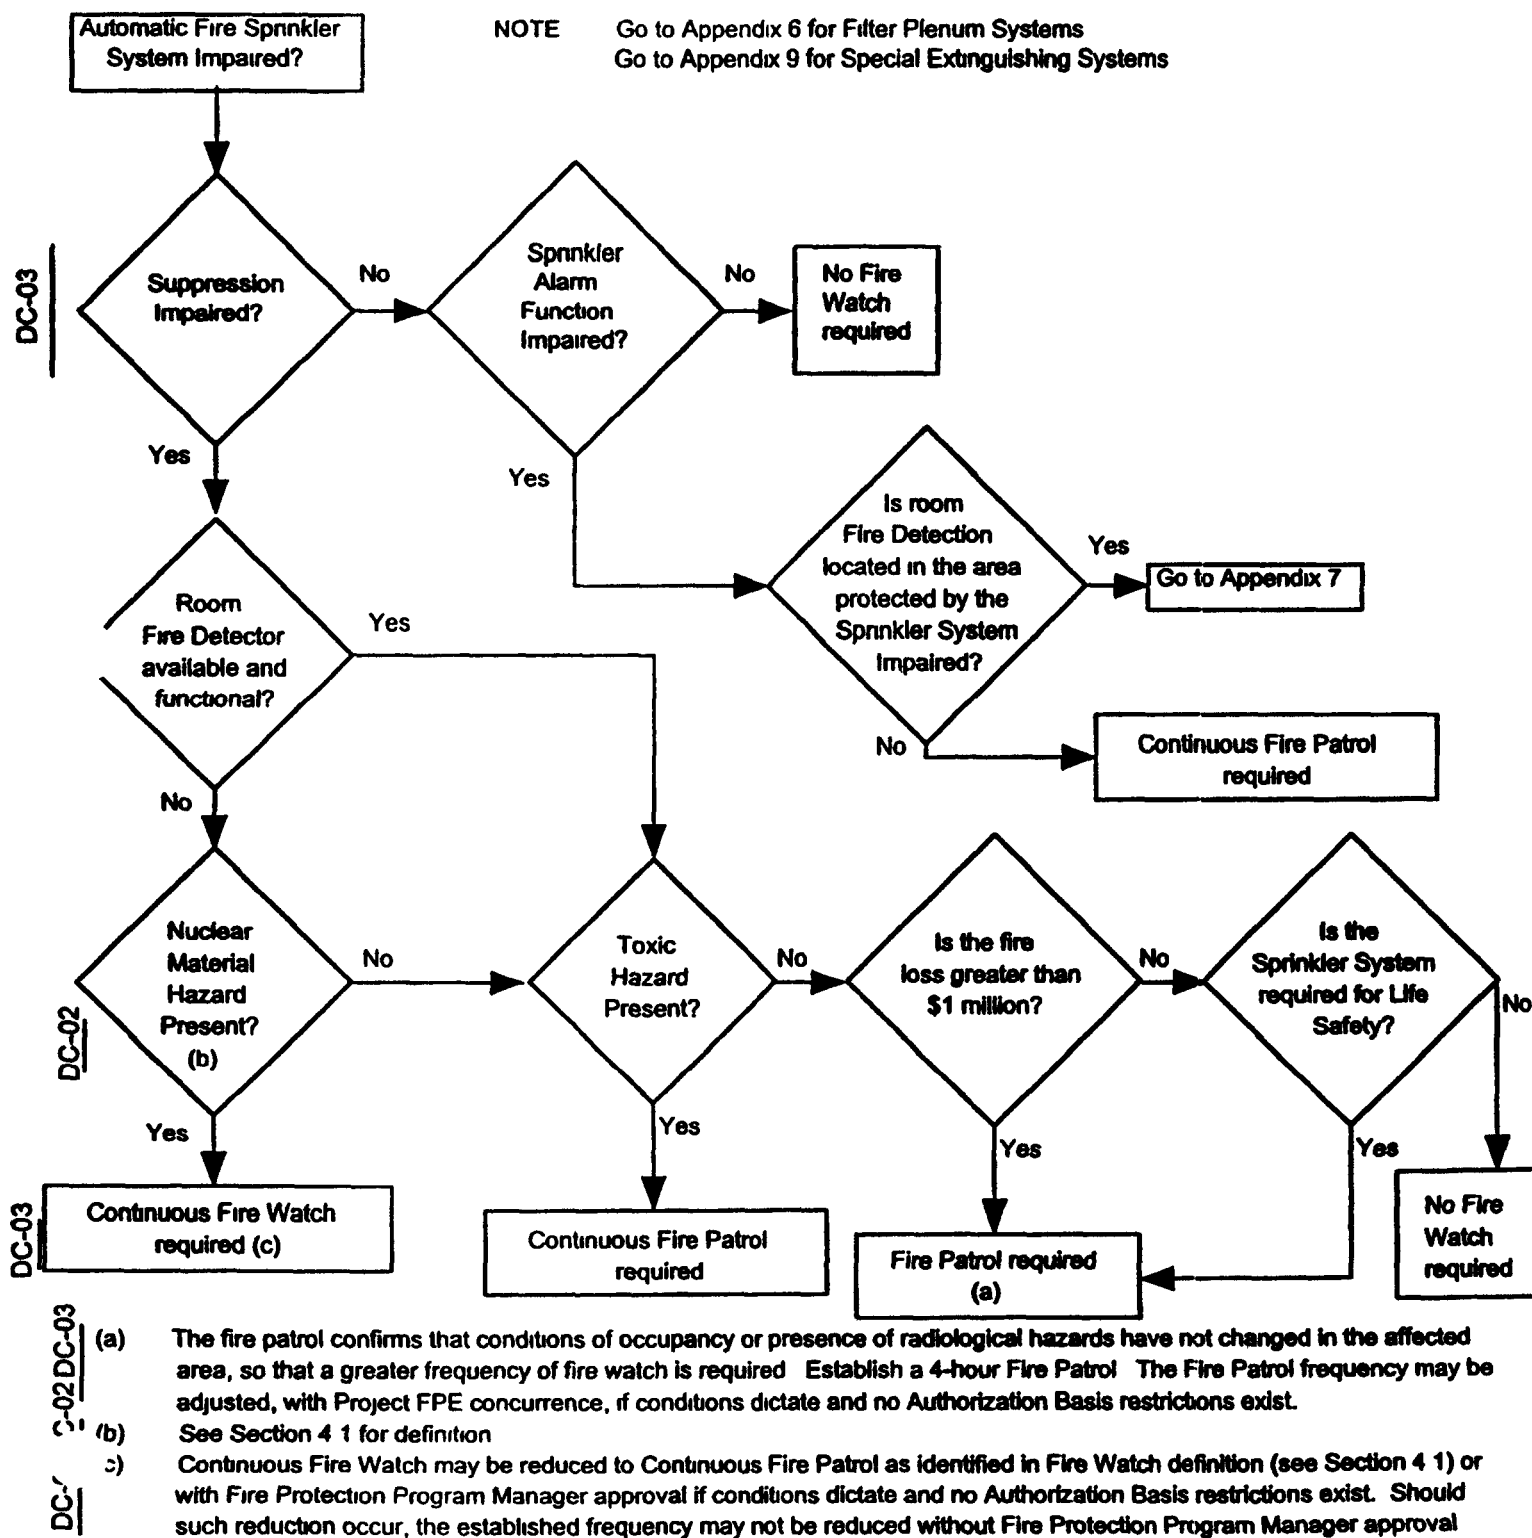 Automatic Fire Sprinkler
System Impaired?
NOTE Go to Appendix 6 for Filter Plenum Systems
Go to Appendix 9 for Special Extinguishing Systems
DC-03
Suppression
Impaired?
No
Sprinkler
Alarm
Function
Impaired?
No
No Fire
Watch
required
Yes
Yes
Is room
Fire Detection
located in the area
protected by the
Sprinkler System
Impaired?
Yes
Go to Appendix 7
No
Continuous Fire Patrol
required
Room
Fire Detector
available and
functional?
Yes
No
DC-02
Nuclear
Material
Hazard
Present?
(b)
No
Toxic
Hazard
Present?
No
Is the fire
loss greater than
$1 million?
No
Is the
Sprinkler System
required for Life
Safety?
No
Yes
Yes
Yes
Yes
DC-03
Continuous Fire Watch
required (c)
Continuous Fire Patrol
required
Fire Patrol required
(a)
No Fire
Watch
required
DC-03
-02
(a) The fire patrol confirms that conditions of occupancy or presence of radiological hazards have not changed in the affected
area, so that a greater frequency of fire watch is required Establish a 4-hour Fire Patrol The Fire Patrol frequency may be
adjusted, with Project FPE concurrence, if conditions dictate and no Authorization Basis restrictions exist.
(b) See Section 4 1 for definition
DC-
c) Continuous Fire Watch may be reduced to Continuous Fire Patrol as identified in Fire Watch definition (see Section 4 1) or
with Fire Protection Program Manager approval if conditions dictate and no Authorization Basis restrictions exist. Should
such reduction occur, the established frequency may not be reduced without Fire Protection Program Manager approval